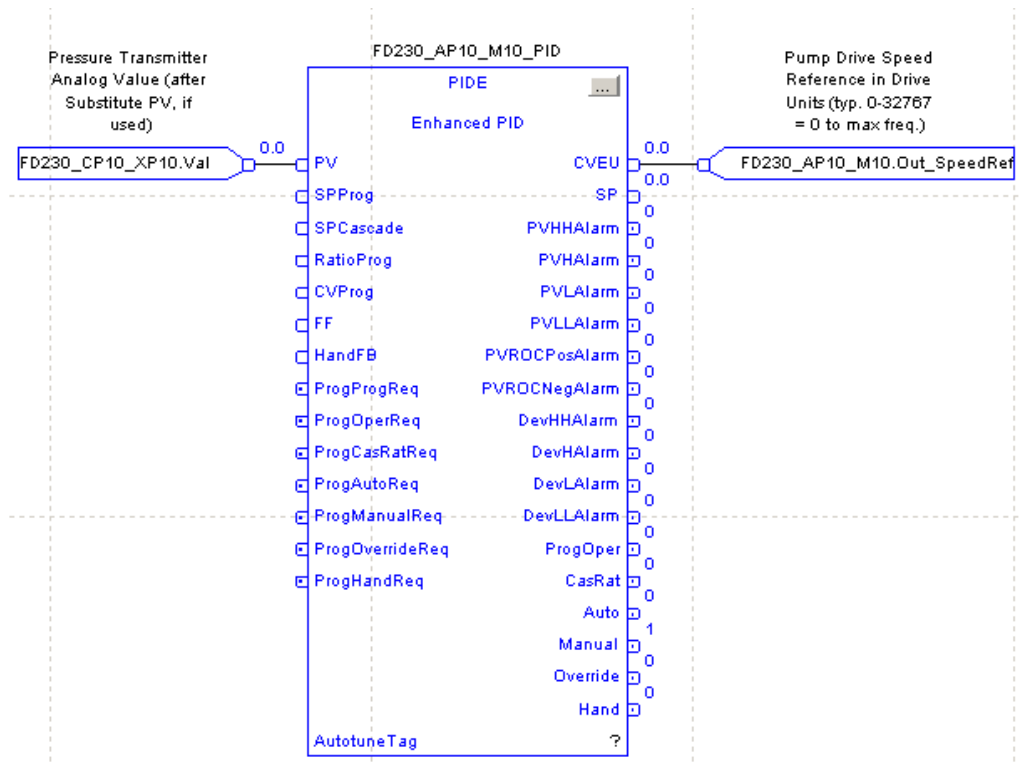 FD230_AP10_M10_PID
Pressure Transmitter
Analog Value (after
Substitute PV, if
used)
Pump Drive Speed
Reference in Drive
Units (typ. 0-32767
= 0 to max freq.)
PIDE
...
Enhanced PID
FD230_CP10_XP10.Val
0.0
PV
CVEU
0.0
FD230_AP10_M10.Out_SpeedRef
SPProg
SP
0.0
SPCascade
PVHHAlarm
0
RatioProg
PVHAlarm
0
CVProg
PVLAlarm
0
FF
PVLLAlarm
0
HandFB
PVROCPosAlarm
0
ProgProgReq
PVROCNegAlarm
0
ProgOperReq
DevHHAlarm
0
ProgCasRatReq
DevHAlarm
0
ProgAutoReq
DevLAlarm
0
ProgManualReq
DevLLAlarm
0
ProgOverrideReq
ProgOper
0
ProgHandReq
CasRat
0
Auto
0
Manual
1
Override
0
Hand
0
AutotuneTag
?